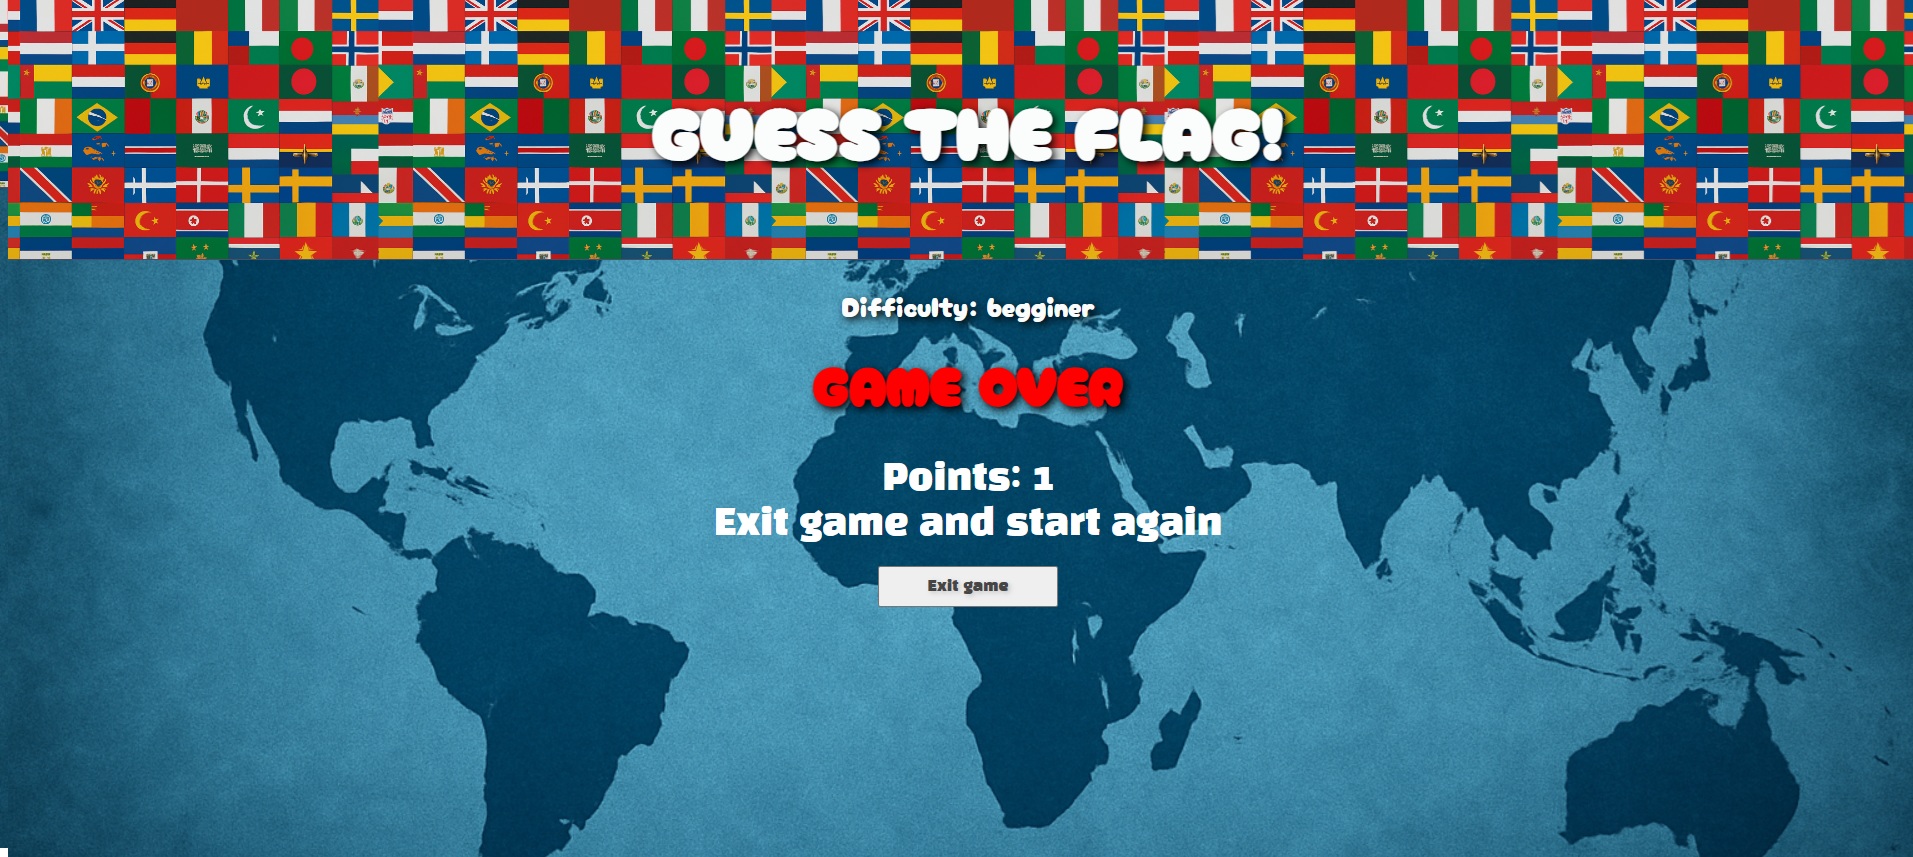 GUESS THE FLAG!
Difficulty: begginer
GAME OVER
Points: 1
Exit game and start again
Exit game